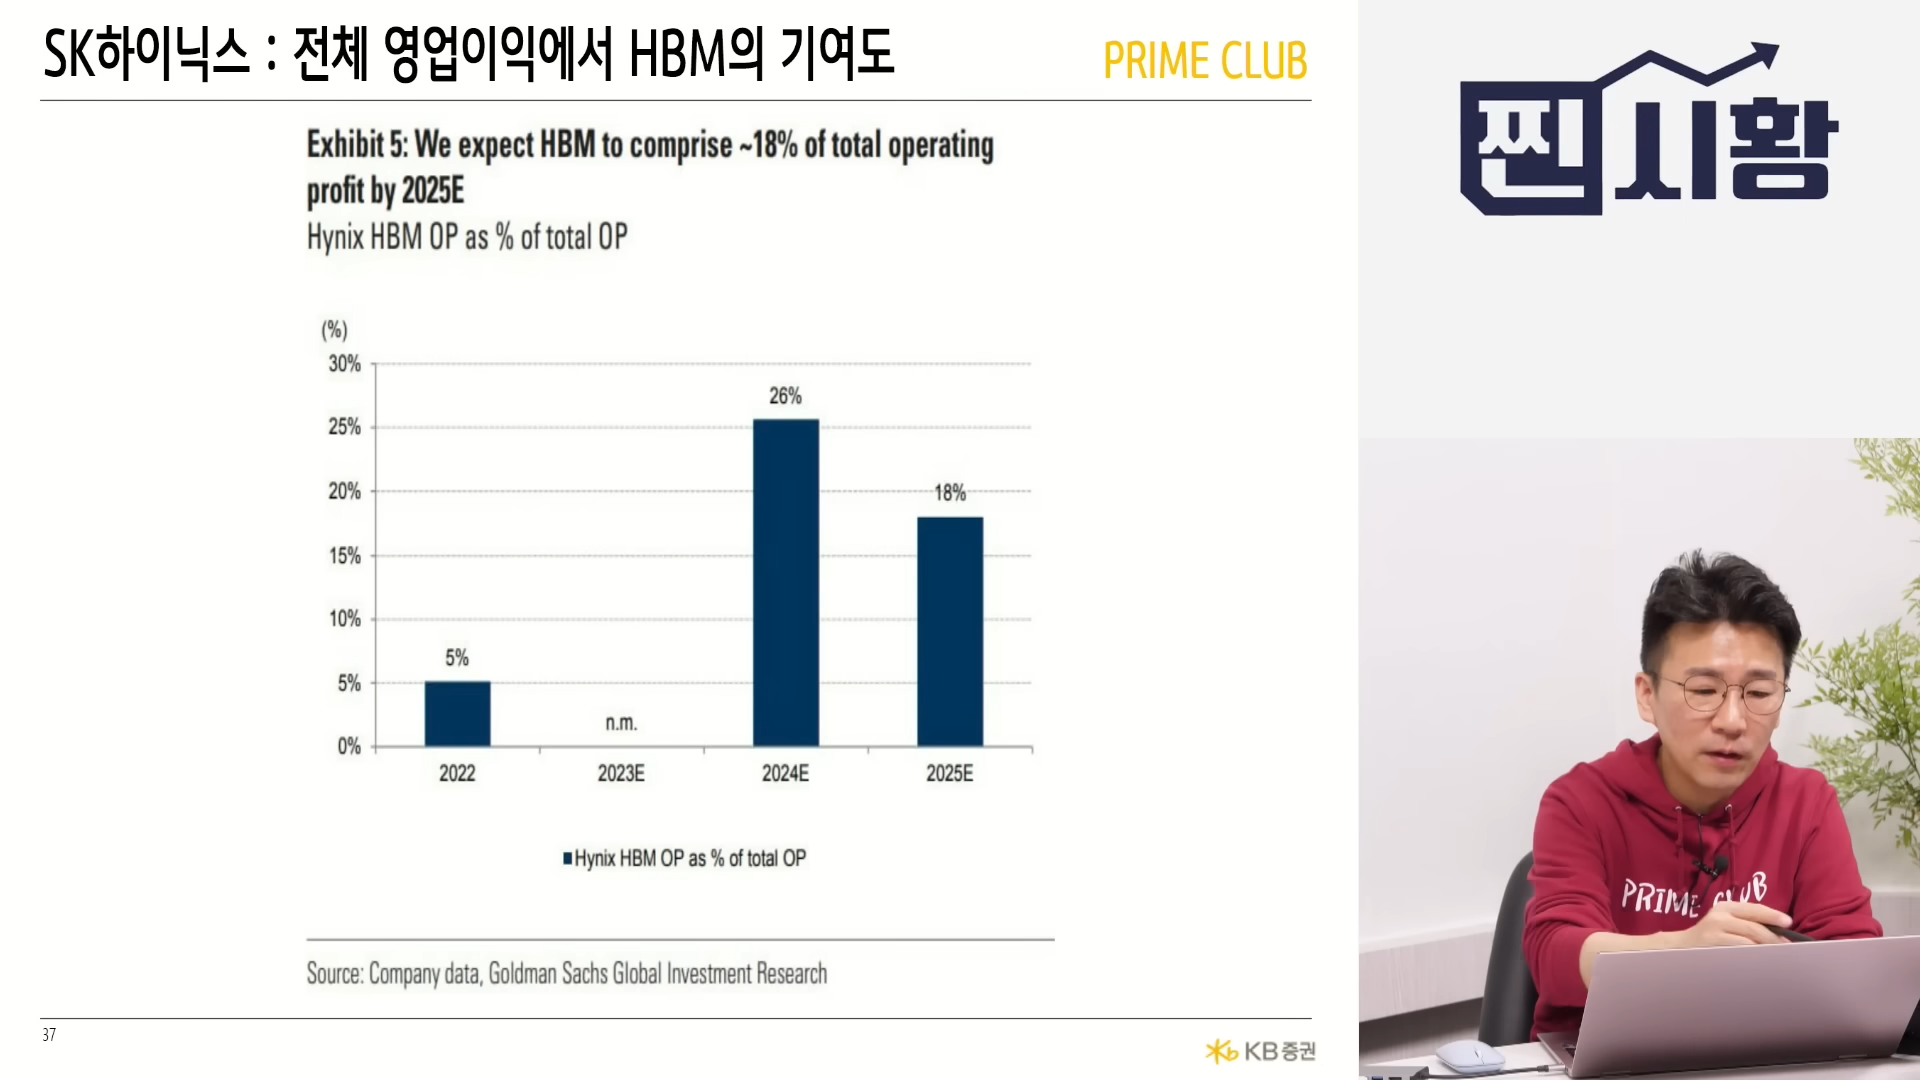 SK하이닉스 : 전체 영업이익에서 HBM의 기여도
PRIME CLUB
Exhibit 5: We expect HBM to comprise ~18% of total operating
profit by 2025E
Hynix HBM OP as % of total OP
(%)
30%
25%
20%
15%
10%
5%
0%
5%
n.m.
26%
18%
2022
2023E
2024E
2025E
Hynix HBM OP as % of total OP
Source: Company data, Goldman Sachs Global Investment Research
37
KB증권
찐시황
PRIME CLUB